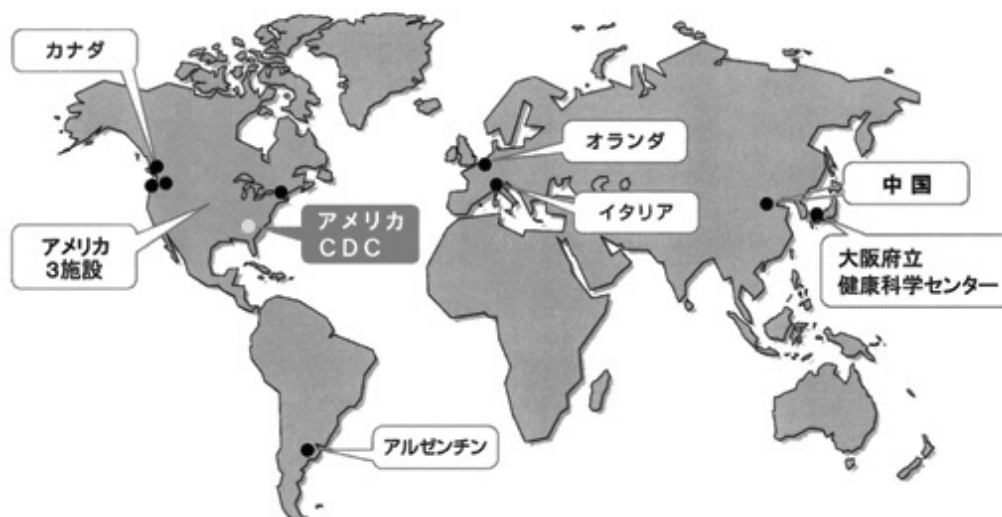 カナダ
オランダ
中国
イタリア
アメリカ
3施設
アメリカ
CDC
大阪府立
健康科学センター
アルゼンチン